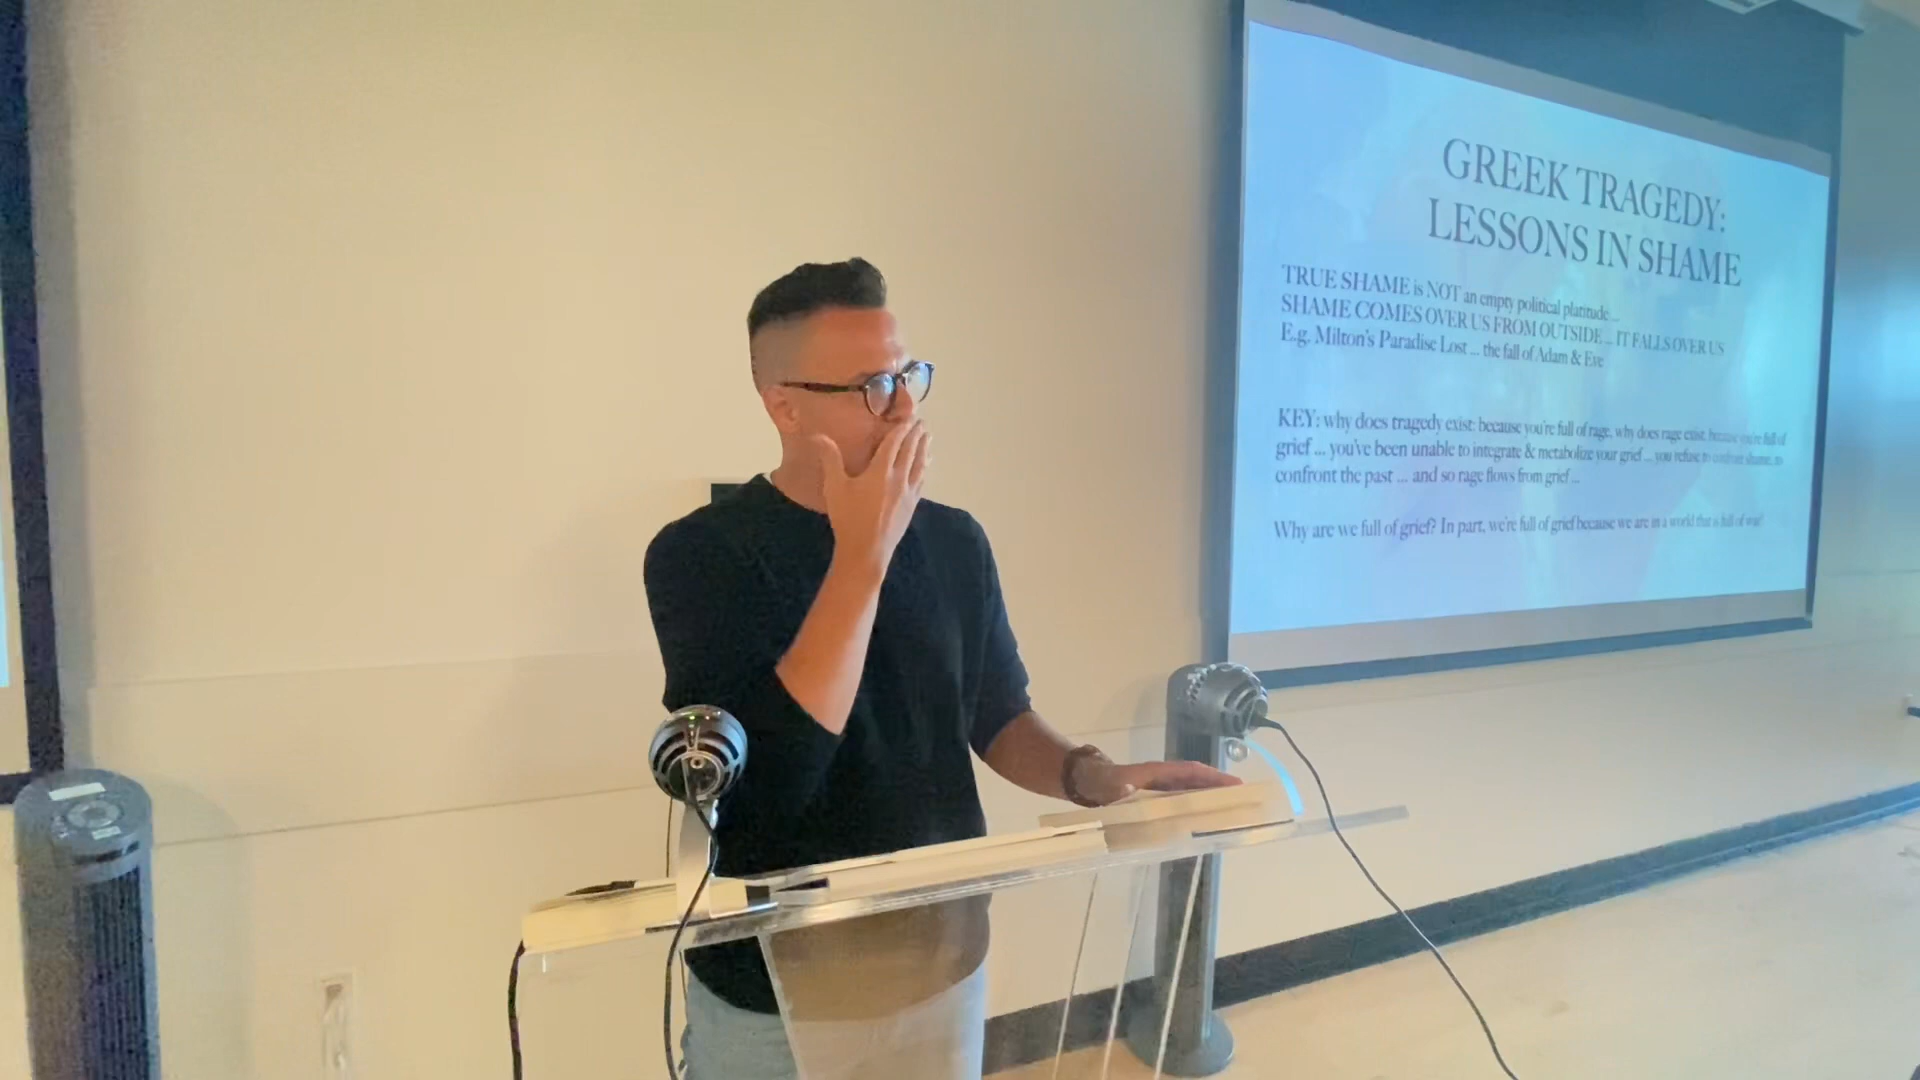 GREEK TRAGEDY:
LESSONS IN SHAME
TRUE SHAME is NOT an empty political platitude ...
SHAME COMES OVER US FROM OUTSIDE ... IT FALLS OVER US
E.g. Milton's Paradise Lost ... the fall of Adam & Eve
KEY: why does tragedy exist: because you're full of rage, why does rage exist: because you're full of
grief ... you've been unable to integrate & metabolize your grief ... you refuse to confront shame, to
confront the past ... and so rage flows from grief ...
Why are we full of grief? In part, we're full of grief because we are in a world that is full of war?